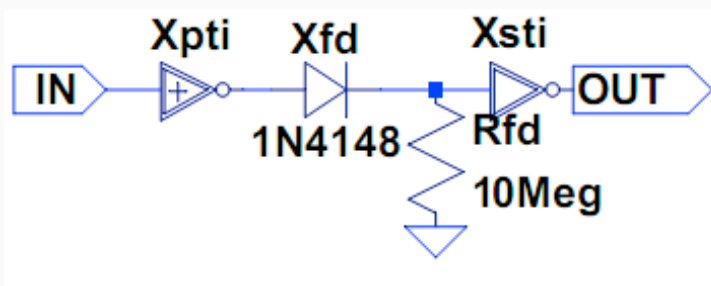 Xpti
Xfd
Xsti
IN
+
OUT
1N4148
Rfd
10Meg